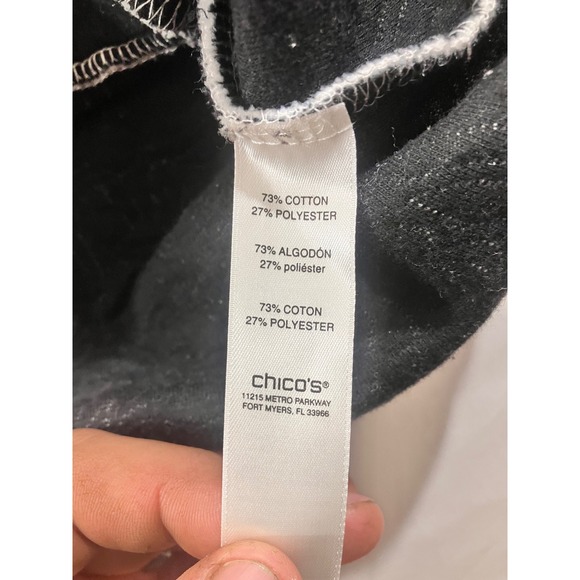 73% COTTON
27% POLYESTER
73% ALGODÓN
27% poliéster
73% COTON
27% POLYESTER
chico's®
11215 METRO PARKWAY
FORT MYERS, FL 33966